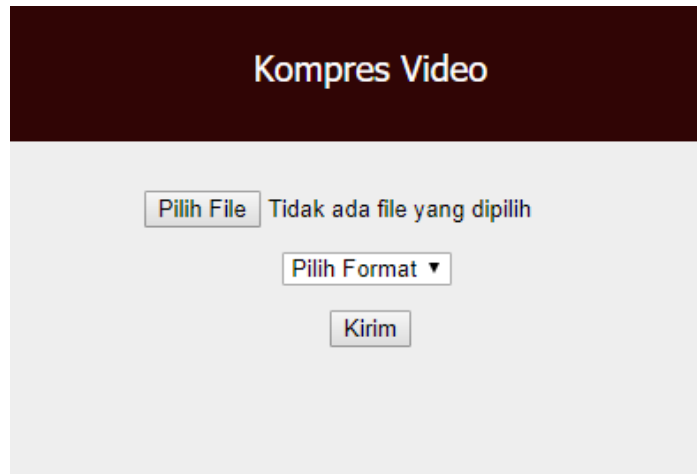 Kompres Video
Pilih File Tidak ada file yang dipilih
Pilih Format
Kirim